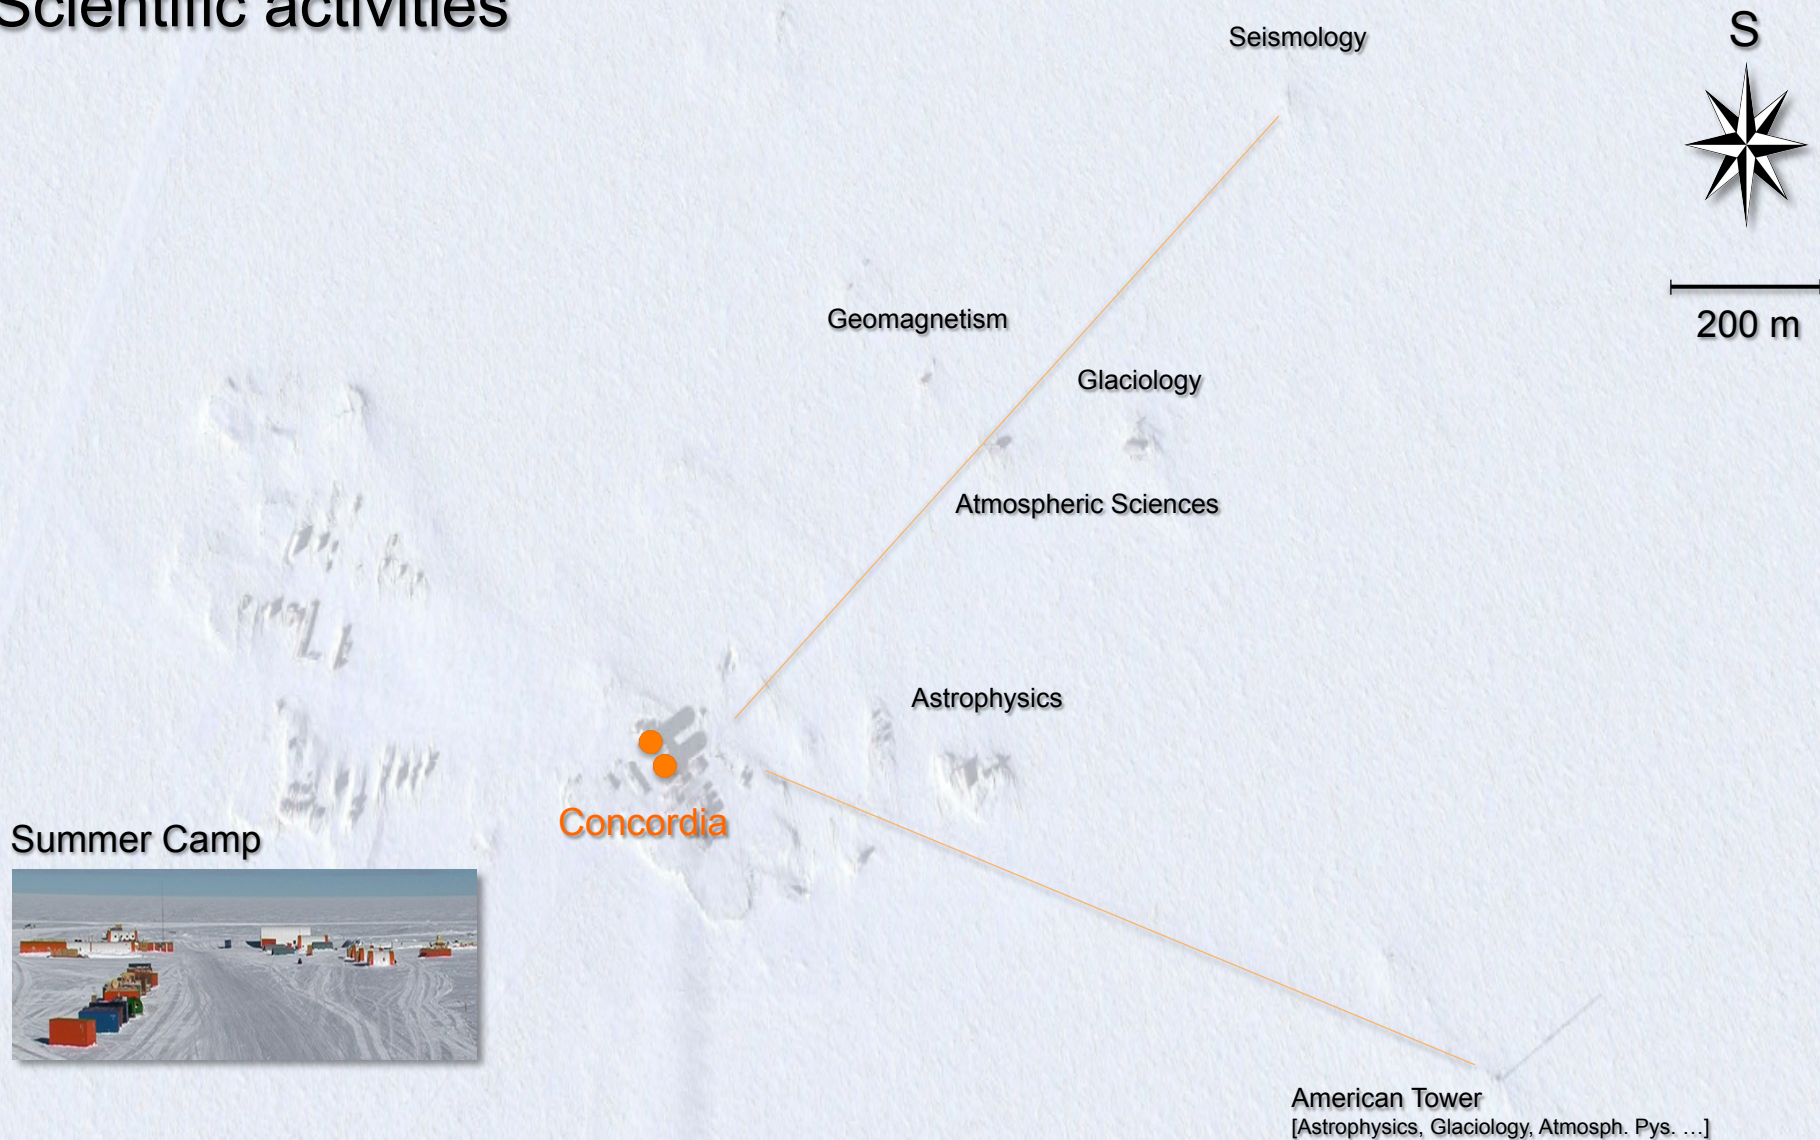 Scientific activities
Seismology
S
200 m
Geomagnetism
Glaciology
Atmospheric Sciences
Astrophysics
Concordia
Summer Camp
American Tower
[Astrophysics, Glaciology, Atmosph. Pys. …]